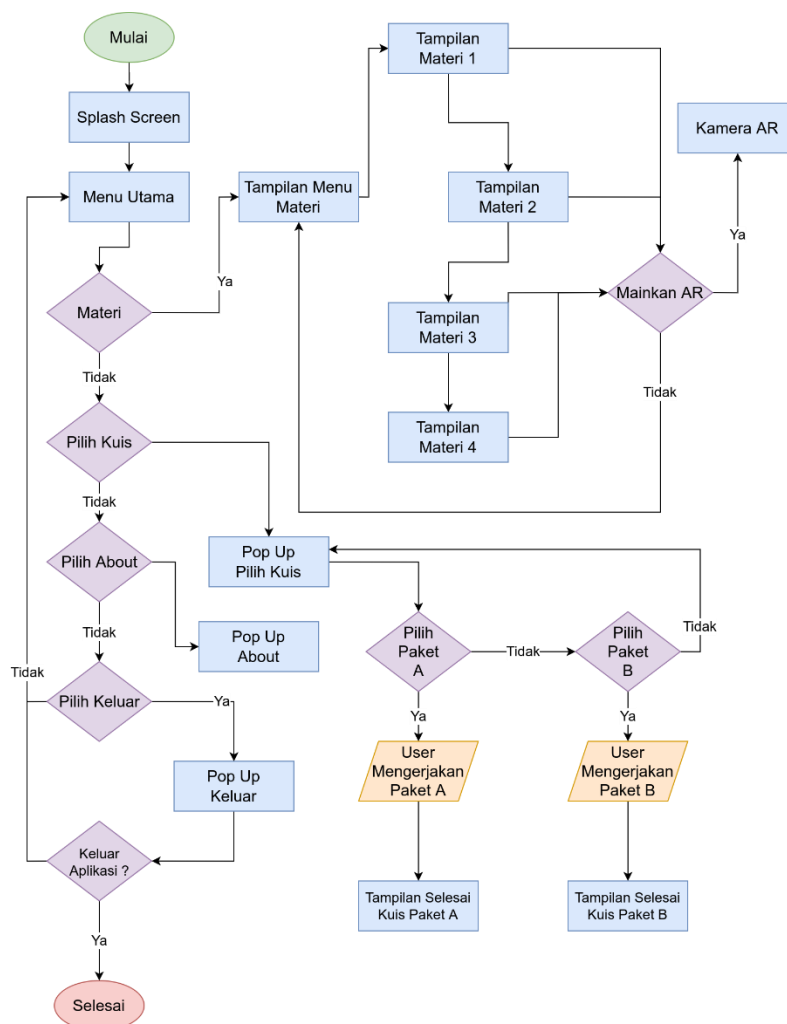 Mulai
Splash Screen
Menu Utama
Materi
Ya
Tidak
Tampilan Menu
Materi
Tampilan
Materi 1
Tampilan
Materi 2
Tampilan
Materi 3
Tampilan
Materi 4
Mainkan AR
Ya
Kamera AR
Tidak
Pilih Kuis
Tidak
Pop Up
Pilih Kuis
Pilih About
Tidak
Pop Up
About
Pilih Keluar
Tidak
Ya
Pop Up
Keluar
Keluar
Aplikasi ?
Ya
Selesai
Pilih
Paket
A
Tidak
Pilih
Paket
B
Tidak
Ya
Ya
User
Mengerjakan
Paket A
User
Mengerjakan
Paket B
Tampilan Selesai
Kuis Paket A
Tampilan Selesai
Kuis Paket B